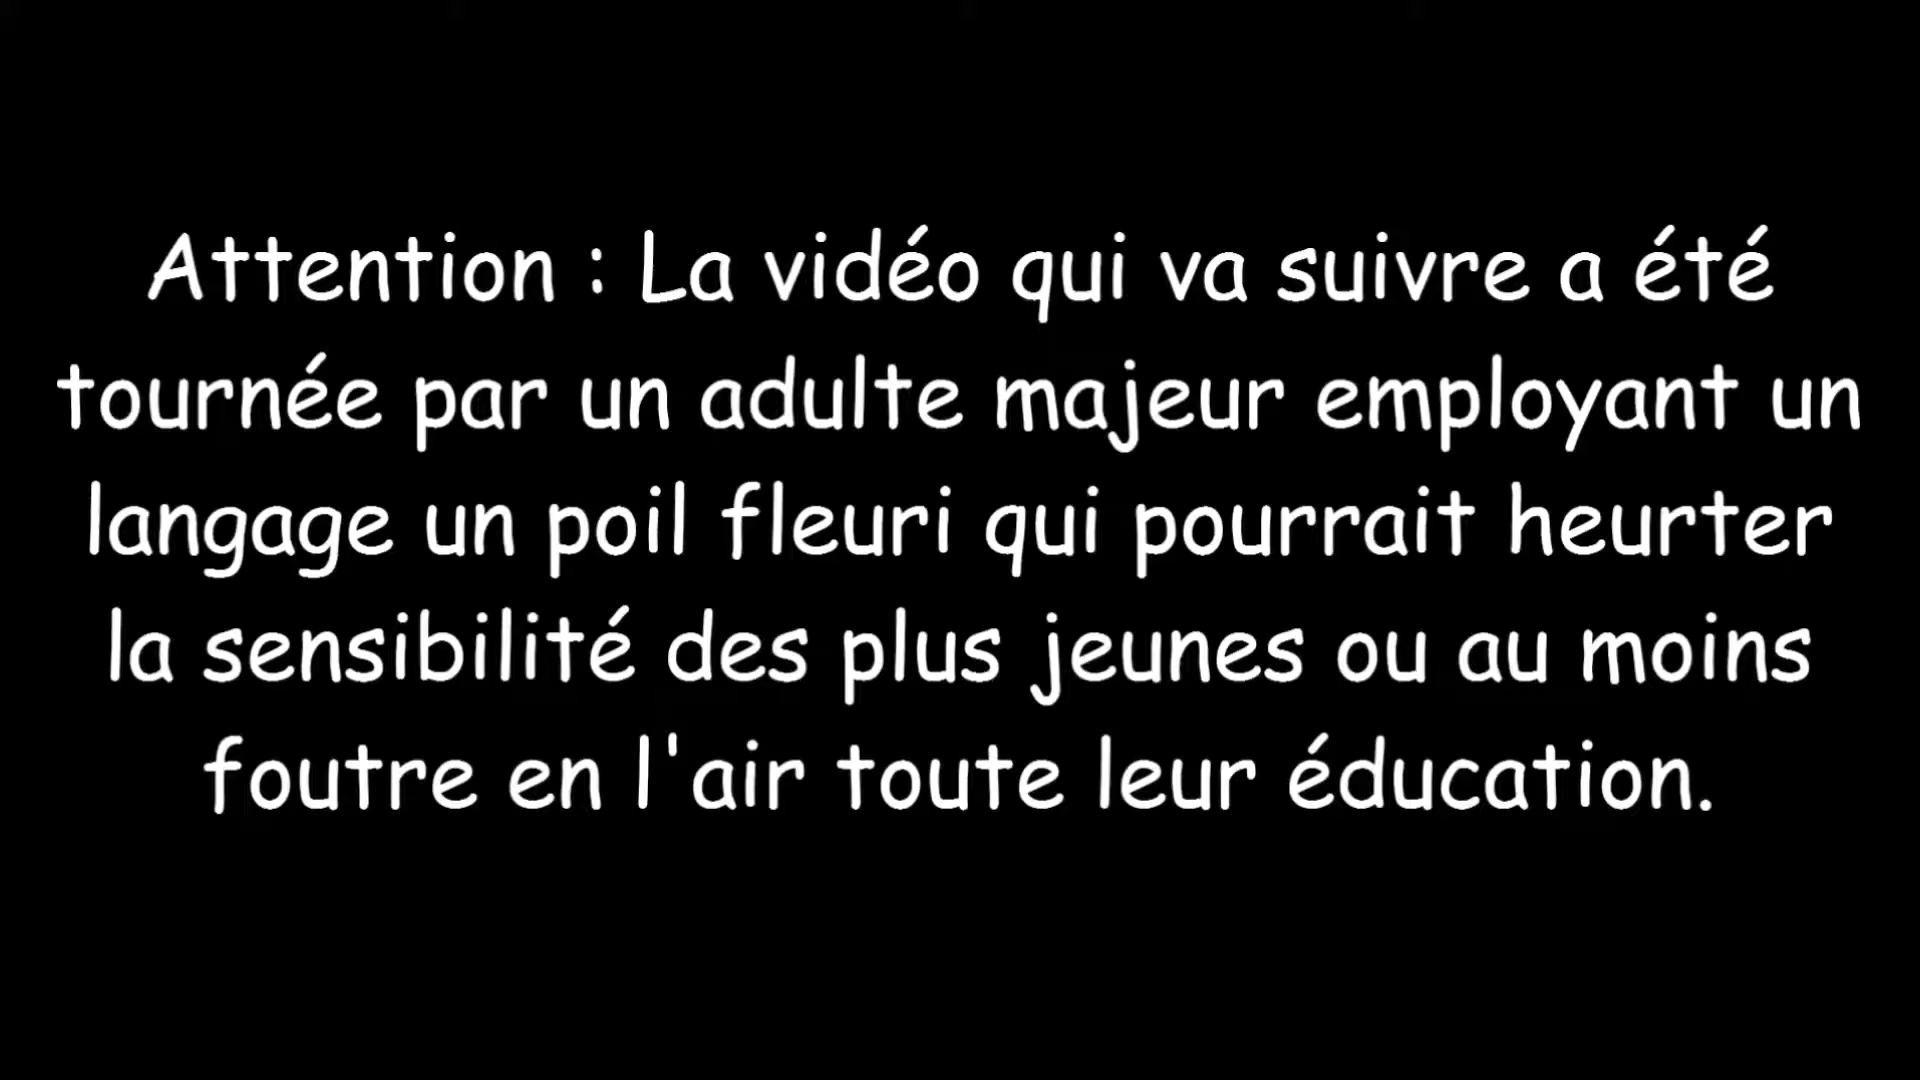 Attention : La vidéo qui va suivre a été
tournée par un adulte majeur employant un
langage un poil fleuri qui pourrait heurter
la sensibilité des plus jeunes ou au moins
foutre en l'air toute leur éducation.